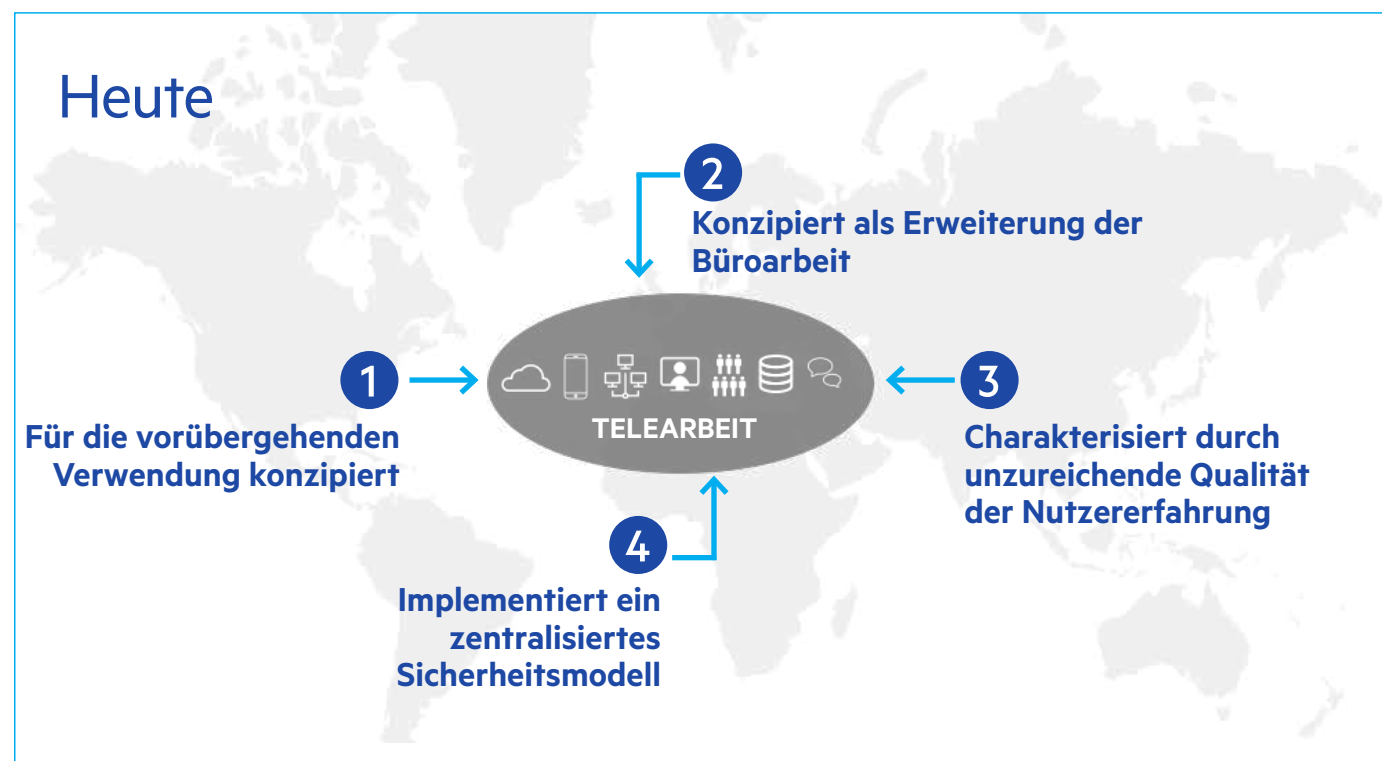 Heute
2
Konzipiert als Erweiterung der
Büroarbeit
1
Für die vorübergehenden
Verwendung konzipiert
TELEARBEIT
3
Charakterisiert durch
unzureichende Qualität
der Nutzererfahrung
4
Implementiert ein
zentralisiertes
Sicherheitsmodell